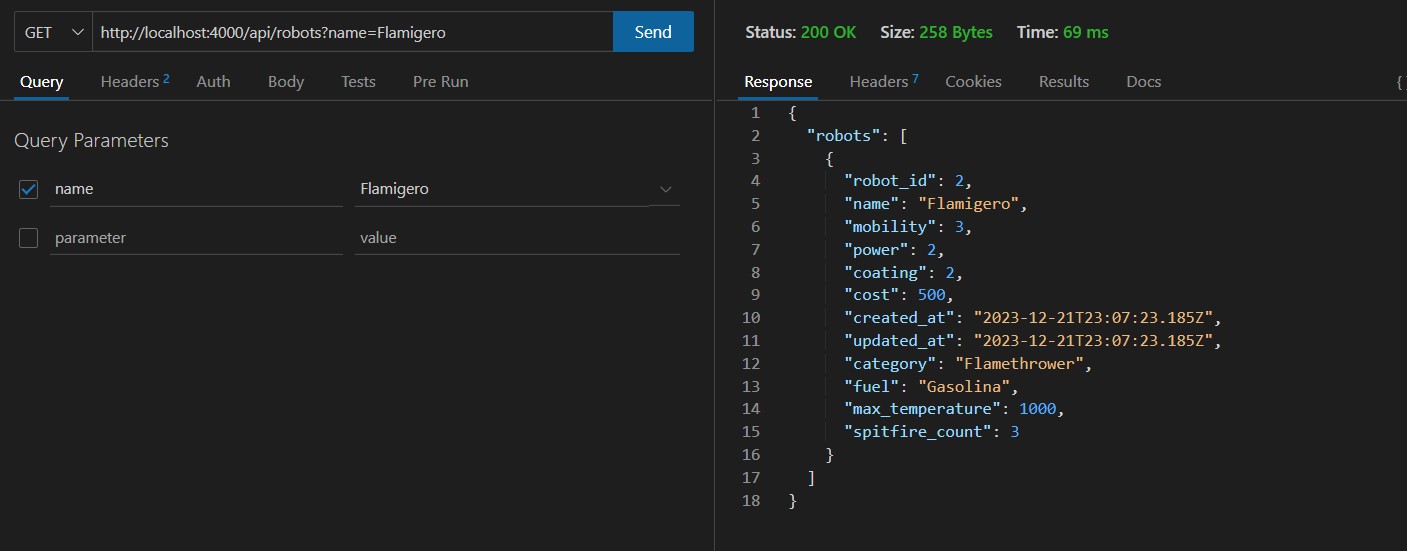 GET http://localhost:4000/api/robots?name=Flamigero Send
Query Headers 2 Auth Body Tests Pre Run
Query Parameters
name Flamigero
parameter value
Status: 200 OK Size: 258 Bytes Time: 69 ms
Response Headers 7 Cookies Results Docs {
1 {
2 "robots": [
3 {
4 "robot_id": 2,
5 "name": "Flamigero",
6 "mobility": 3,
7 "power": 2,
8 "coating": 2,
9 "cost": 500,
10 "created_at": "2023-12-21T23:07:23.185Z",
11 "updated_at": "2023-12-21T23:07:23.185Z",
12 "category": "Flamethrower",
13 "fuel": "Gasolina",
14 "max_temperature": 1000,
15 "spitfire_count": 3
16 }
17 ]
18 }